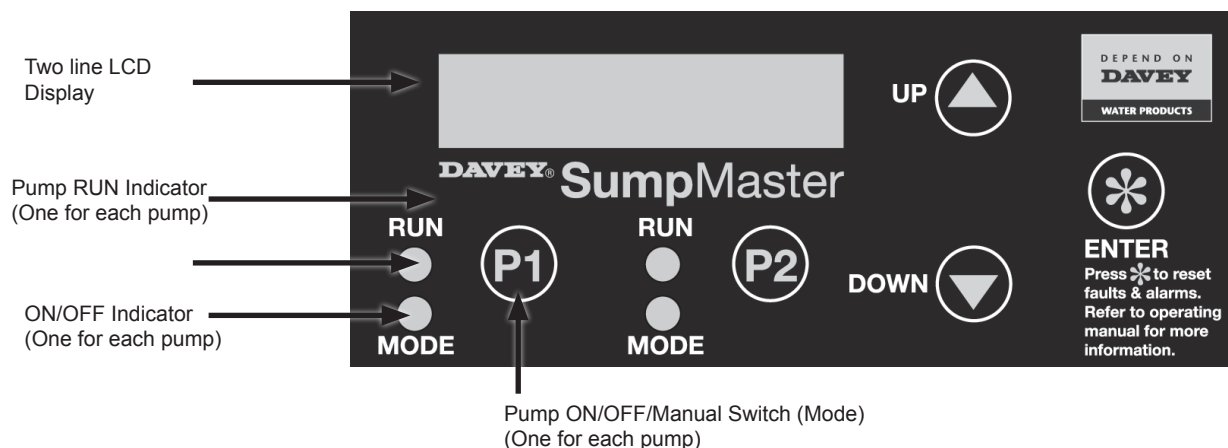 Two line LCD
Display
Pump RUN Indicator
(One for each pump)
ON/OFF Indicator
(One for each pump)
DAVEY® SumpMaster
RUN
P1
MODE
RUN
P2
MODE
UP
DOWN
DEPEND ON
DAVEY
WATER PRODUCTS
ENTER
Press * to reset
faults & alarms.
Refer to operating
manual for more
information.
Pump ON/OFF/Manual Switch (Mode)
(One for each pump)